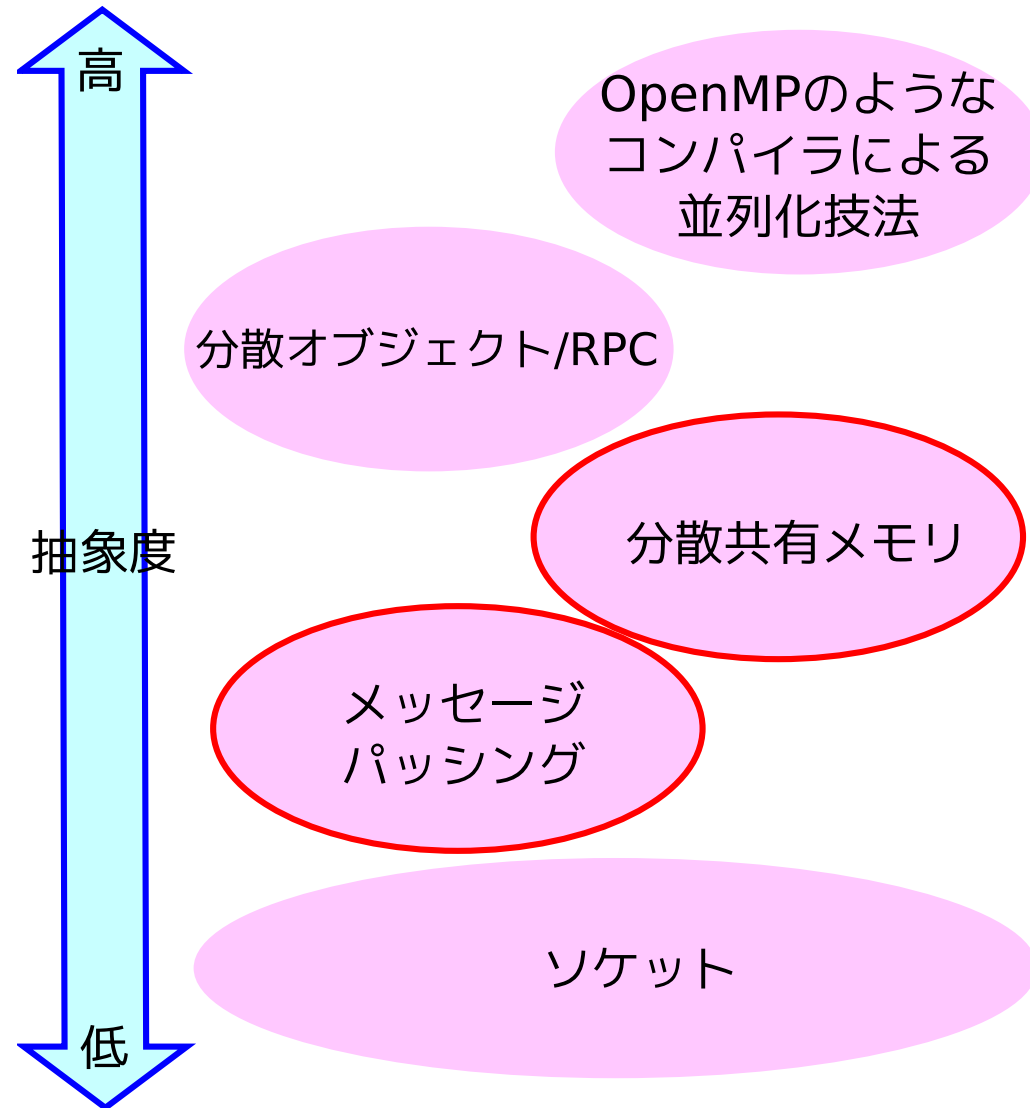 高
OpenMPのような
コンパイラによる
並列化技法
分散オブジェクト/RPC
抽象度
分散共有メモリ
メッセージ
パッシング
ソケット
低